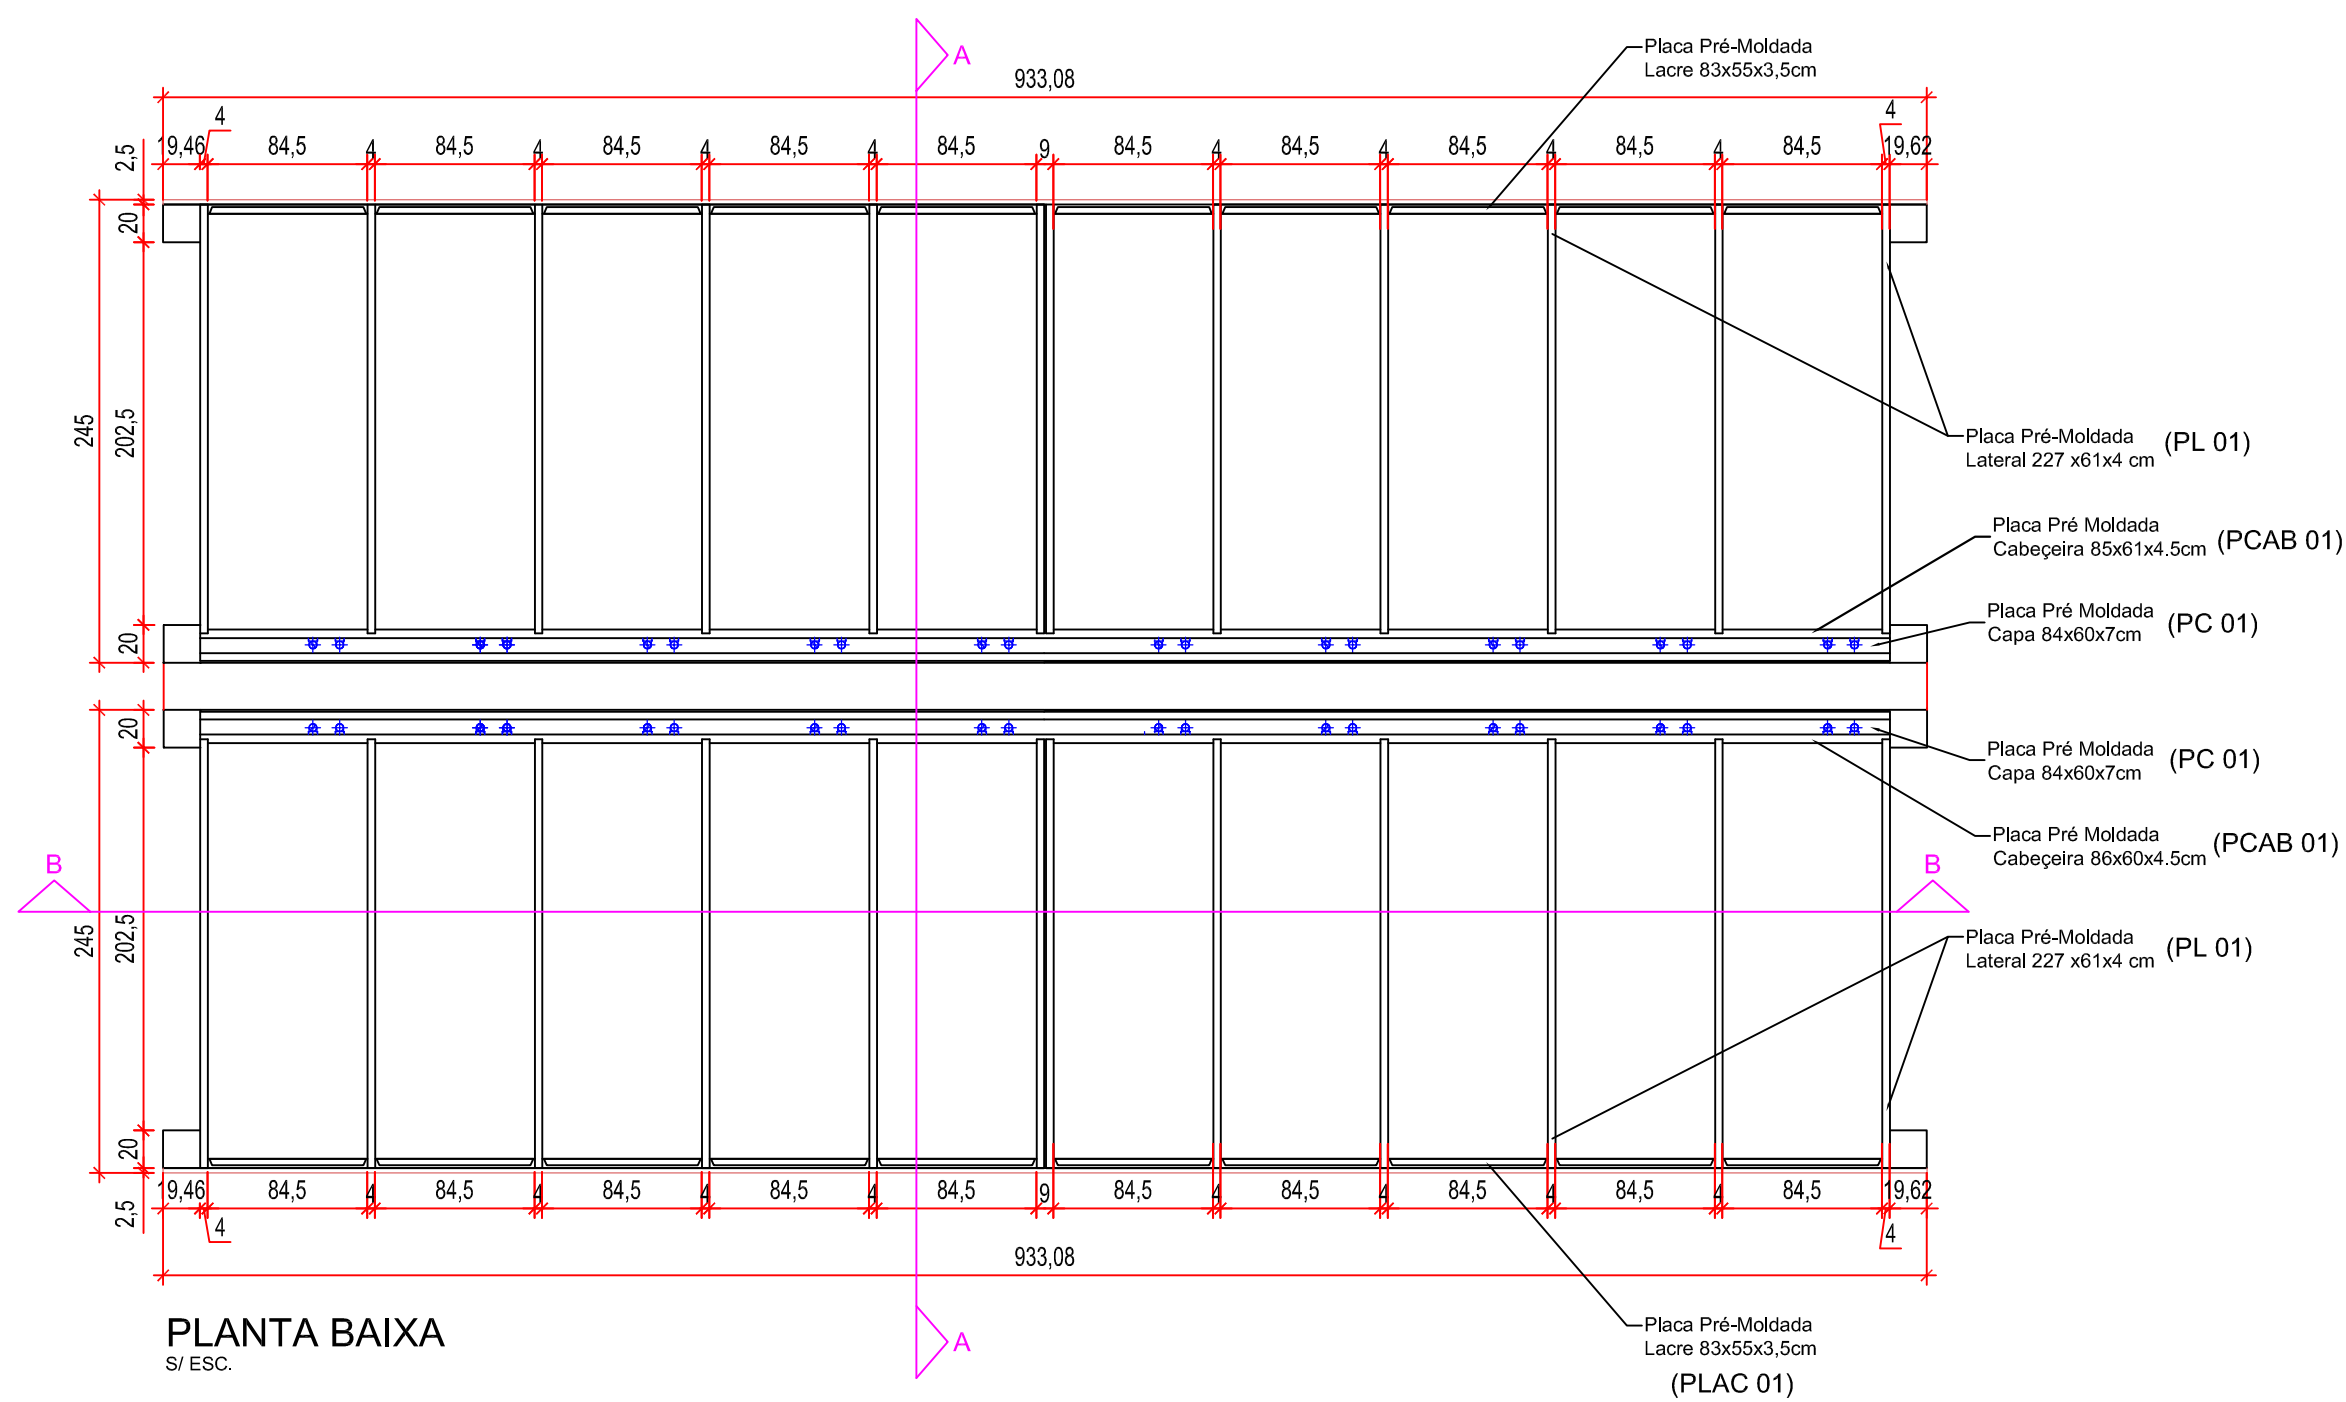 A
Placa Pré-Moldada
Lacre 83x55x3,5cm
933,08
4
4
2,5
19,46
84,5
4
84,5
4
84,5
4
84,5
4
84,5
9
84,5
4
84,5
4
84,5
4
84,5
4
84,5
19,62
20
245
202,5
20
Placa Pré-Moldada (PL 01)
Lateral 227 x61x4 cm
Placa Pré Moldada (PCAB 01)
Cabeçeira 85x61x4.5cm
Placa Pré Moldada (PC 01)
Capa 84x60x7cm
20
245
202,5
20
Placa Pré Moldada (PC 01)
Capa 84x60x7cm
Placa Pré Moldada (PCAB 01)
Cabeçeira 86x60x4.5cm
B
B
Placa Pré-Moldada (PL 01)
Lateral 227 x61x4 cm
2,5
19,46
84,5
4
84,5
4
84,5
4
84,5
4
84,5
9
84,5
4
84,5
4
84,5
4
84,5
4
84,5
19,62
4
4
933,08
PLANTA BAIXA
S/ ESC.
A
Placa Pré-Moldada
Lacre 83x55x3,5cm
(PLAC 01)